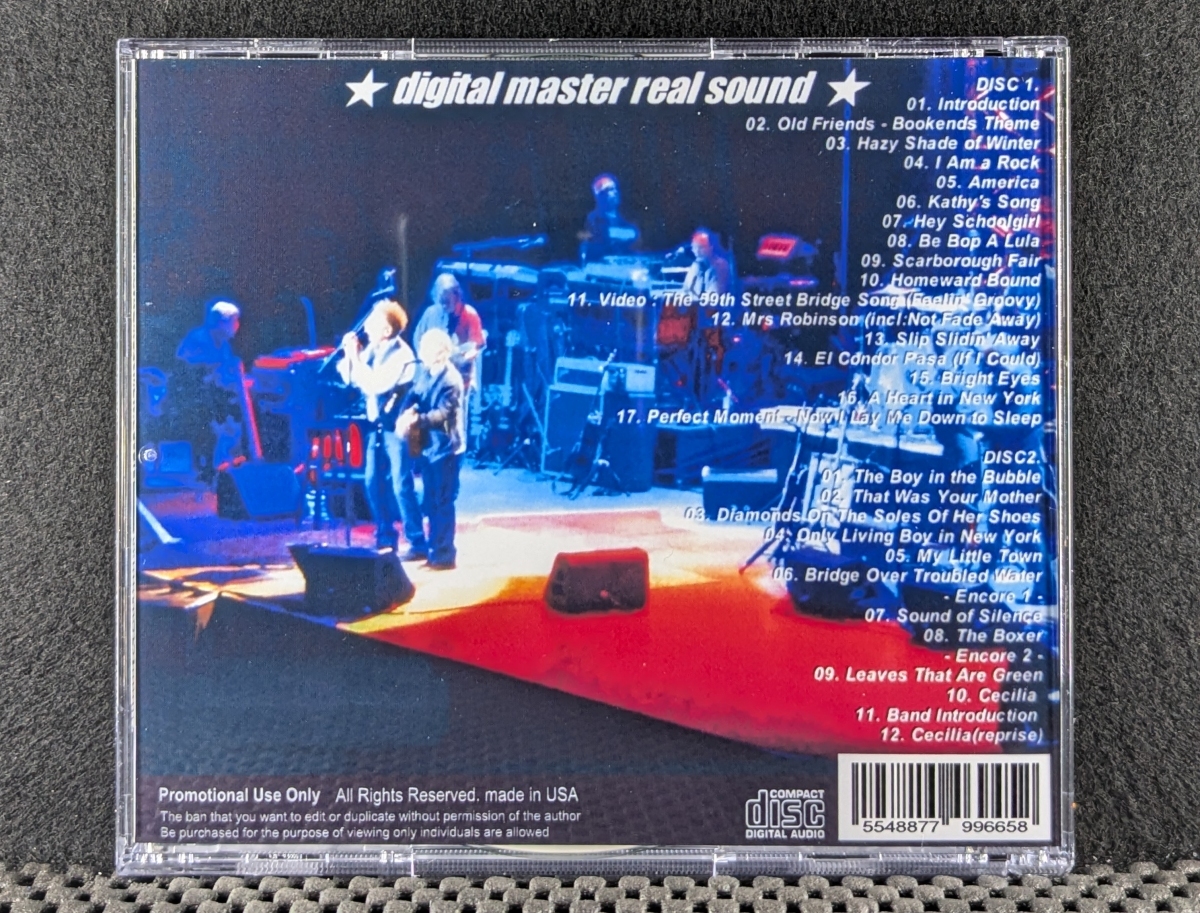 ★ digital master real sound ★
DISC 1.
01. Introduction
02. Old Friends - Bookends Theme
03. Hazy Shade of Winter
04. I Am a Rock
05. America
06. Kathy's Song
07. Hey Schoolgirl
08. Be Bop A Lula
09. Scarborough Fair
10. Homeward Bound
11. Video : The 59th Street Bridge Song (Feelin' Groovy)
12. Mrs Robinson (incl:Not Fade Away)
13. Slip Slidin' Away
14. El Condor Pasa (If I Could)
15. Bright Eyes
16. A Heart in New York
17. Perfect Moment - Now I Lay Me Down to Sleep
DISC2.
01. The Boy in the Bubble
02. That Was Your Mother
03. Diamonds On The Soles Of Her Shoes
04. Only Living Boy in New York
05. My Little Town
06. Bridge Over Troubled Water
- Encore 1 -
07. Sound of Silence
08. The Boxer
- Encore 2 -
09. Leaves That Are Green
10. Cecilia
11. Band Introduction
12. Cecilia(reprise)
Promotional Use Only All Rights Reserved. made in USA
The ban that you want to edit or duplicate without permission of the author
Be purchased for the purpose of viewing only individuals are allowed
COMPACT
disc
DIGITAL AUDIO
5548877 996658